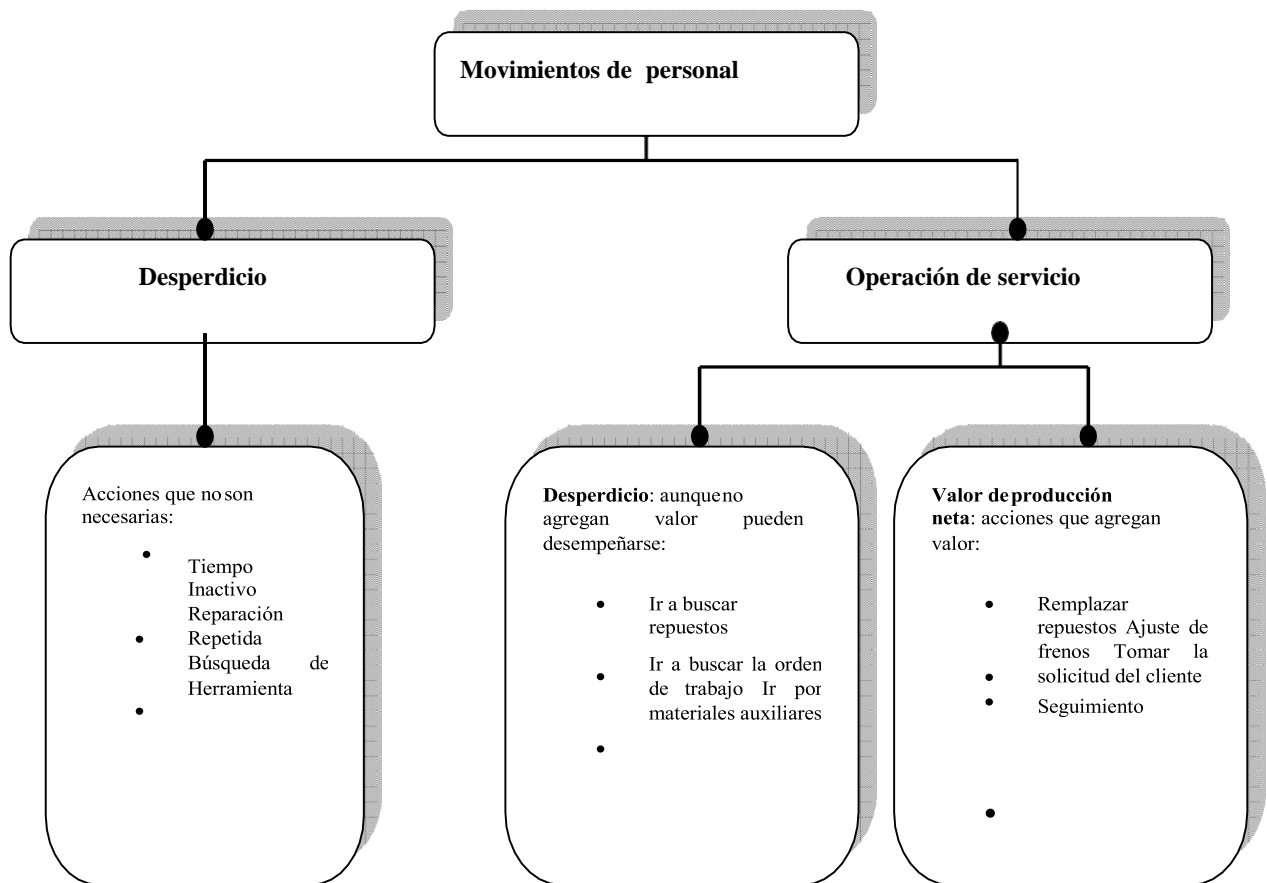 Movimientos de personal
Desperdicio
Operación de servicio
Acciones que no son
necesarias:
• Tiempo
Inactivo
Reparación
• Repetida
Búsqueda de
Herramienta
•
Desperdicio: aunque no
agregan valor pueden
desempeñarse:
• Ir a buscar
repuestos
• Ir a buscar la orden
de trabajo Ir por
materiales auxiliares
•
Valor de producción
neta: acciones que agregan
valor:
• Remplazar
repuestos Ajuste de
frenos Tomar la
• solicitud del cliente
• Seguimiento
•